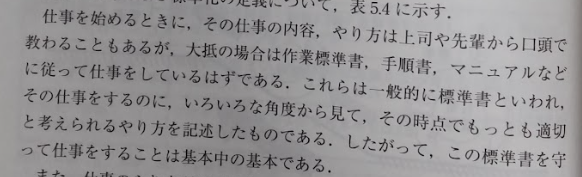 標準化の定義について，表5.4に示す．
仕事を始めるときに，その仕事の内容，やり方は上司や先輩から口頭で
教わることもあるが，大抵の場合は作業標準書，手順書，マニュアルなど
に従って仕事をしているはずである．これらは一般的に標準書といわれ，
その仕事をするのに，いろいろな角度から見て，その時点でもっとも適切
と考えられるやり方を記述したものである．したがって，この標準書を守
って仕事をすることは基本中の基本である．
また，仕事の